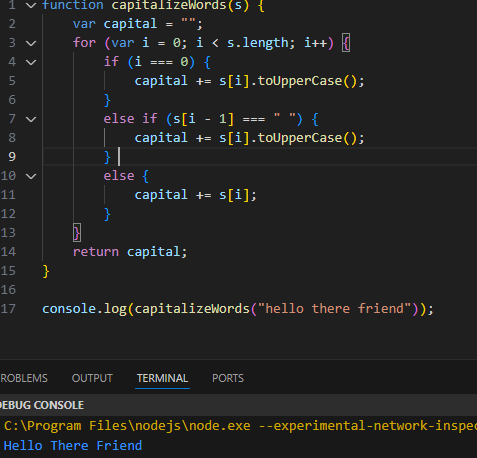 1 function capitalizeWords(s) {
2 var capital = "";
3 for (var i = 0; i < s.length; i++) {
4 if (i === 0) {
5 capital += s[i].toUpperCase();
6 }
7 else if (s[i - 1] === " ") {
8 capital += s[i].toUpperCase();
9 }
10 else {
11 capital += s[i];
12 }
13 }
14 return capital;
15 }
16
17 console.log(capitalizeWords("hello there friend"));
ROBLEMS OUTPUT TERMINAL PORTS
DEBUG CONSOLE
C:\Program Files\nodejs\node.exe --experimental-network-inspec
Hello There Friend